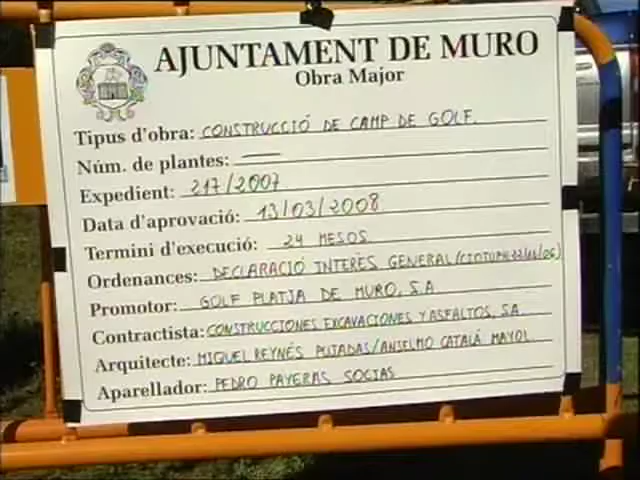 AJUNTAMENT DE MURO
Obra Major
Tipus d'obra: CONSTRUCCIÓ DE CAMP DE GOLF.
Núm. de plantes: —
Expedient: 217/2007
Data d'aprovació: 13/03/2008
Termini d'execució: 24 MESOS
Ordenances: DECLARACIÓ INTERÈS GENERAL/
Promotor: GOLF PLATJA DE MURO, S.A
Contractista: CONSTRUCCIONES EXCAVACIONES Y ASFALTOS, SA
Arquitecte: MIQUEL REYNÉS PUJADAS/ANSELMO CATALÁ MAYOL
Aparellador: PEDRO PAYERAS SOCIAS